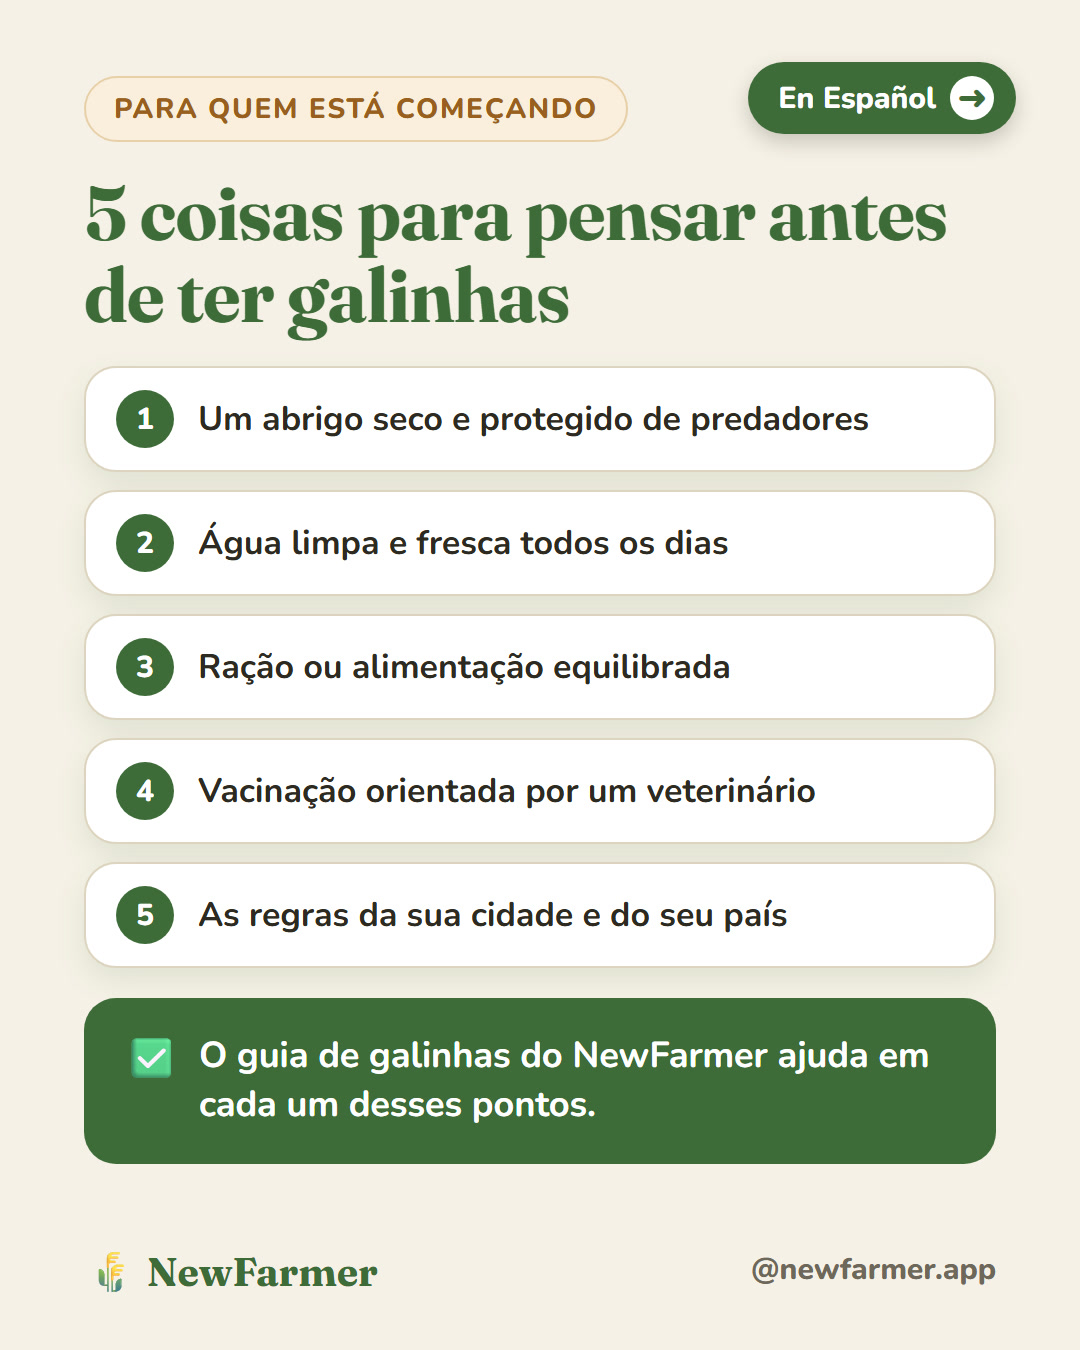 PARA QUEM ESTÁ COMEÇANDO
En Español
5 coisas para pensar antes
de ter galinhas
1 Um abrigo seco e protegido de predadores
2 Água limpa e fresca todos os dias
3 Ração ou alimentação equilibrada
4 Vacinação orientada por um veterinário
5 As regras da sua cidade e do seu país
O guia de galinhas do NewFarmer ajuda em
cada um desses pontos.
NewFarmer
@newfarmer.app